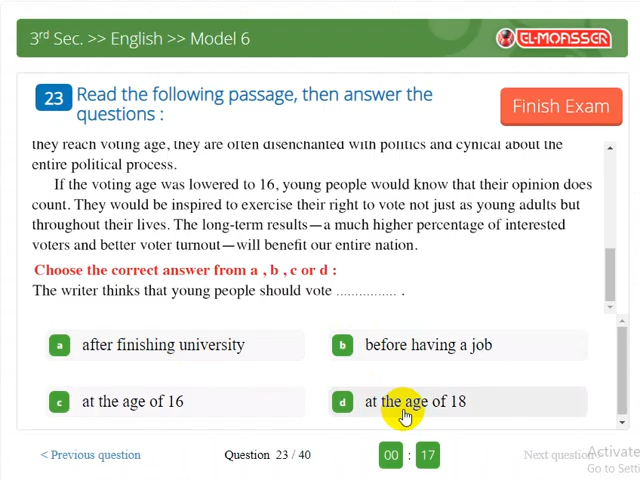 3rd Sec. >> English >> Model 6
EL-MOASSER
23 Read the following passage, then answer the questions :
Finish Exam
they reach voting age, they are often disenchanted with politics and cynical about the
entire political process.
If the voting age was lowered to 16, young people would know that their opinion does
count. They would be inspired to exercise their right to vote not just as young adults but
throughout their lives. The long-term results—a much higher percentage of interested
voters and better voter turnout—will benefit our entire nation.
Choose the correct answer from a , b , c or d :
The writer thinks that young people should vote ............... .
a after finishing university
b before having a job
c at the age of 16
d at the age of 18
< Previous question
Question 23 / 40
00 : 17
Next question >
Activate
Go to Setti